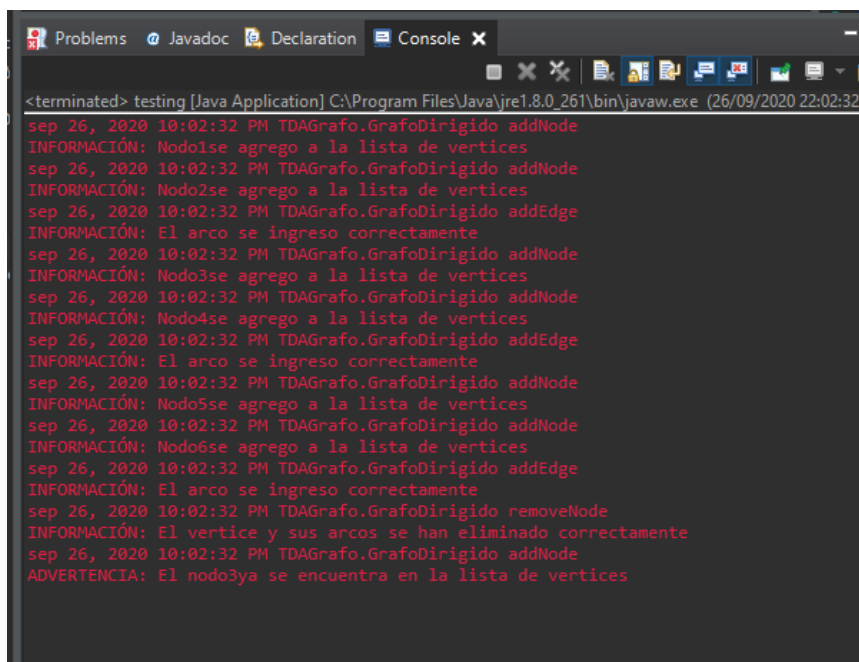 Problems @ Javadoc Declaration Console
<terminated> testing [Java Application] C:\Program Files\Java\jre1.8.0_261\bin\javaw.exe (26/09/2020 22:02:32
sep 26, 2020 10:02:32 PM TDAGrafo.GrafoDirigido addNode
INFORMACIÓN: Nodo1se agrego a la lista de vertices
sep 26, 2020 10:02:32 PM TDAGrafo.GrafoDirigido addNode
INFORMACIÓN: Nodo2se agrego a la lista de vertices
sep 26, 2020 10:02:32 PM TDAGrafo.GrafoDirigido addEdge
INFORMACIÓN: El arco se ingreso correctamente
sep 26, 2020 10:02:32 PM TDAGrafo.GrafoDirigido addNode
INFORMACIÓN: Nodo3se agrego a la lista de vertices
sep 26, 2020 10:02:32 PM TDAGrafo.GrafoDirigido addNode
INFORMACIÓN: Nodo4se agrego a la lista de vertices
sep 26, 2020 10:02:32 PM TDAGrafo.GrafoDirigido addEdge
INFORMACIÓN: El arco se ingreso correctamente
sep 26, 2020 10:02:32 PM TDAGrafo.GrafoDirigido addNode
INFORMACIÓN: Nodo5se agrego a la lista de vertices
sep 26, 2020 10:02:32 PM TDAGrafo.GrafoDirigido addNode
INFORMACIÓN: Nodo6se agrego a la lista de vertices
sep 26, 2020 10:02:32 PM TDAGrafo.GrafoDirigido addEdge
INFORMACIÓN: El arco se ingreso correctamente
sep 26, 2020 10:02:32 PM TDAGrafo.GrafoDirigido removeNode
INFORMACIÓN: El vertice y sus arcos se han eliminado correctamente
sep 26, 2020 10:02:32 PM TDAGrafo.GrafoDirigido addNode
ADVERTENCIA: El nodo3ya se encuentra en la lista de vertices